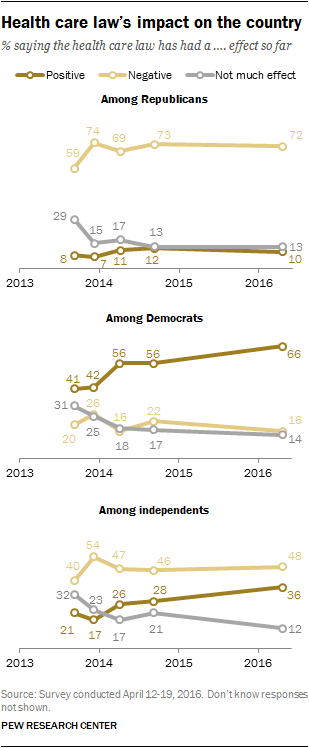 Health care law's impact on the country
% saying the health care law has had a .... effect so far
Positive Negative Not much effect
Among Republicans
59 74 69 73 72
29 15 17 13 13
8 7 11 12 10
2013 2014 2015 2016
Among Democrats
41 42 56 56 66
31 25 18 17 14
20 26 16 22 16
2013 2014 2015 2016
Among independents
40 54 47 46 48
32 23 17 21 12
21 17 26 28 36
2013 2014 2015 2016
Source: Survey conducted April 12-19, 2016. Don't know responses
not shown.
PEW RESEARCH CENTER